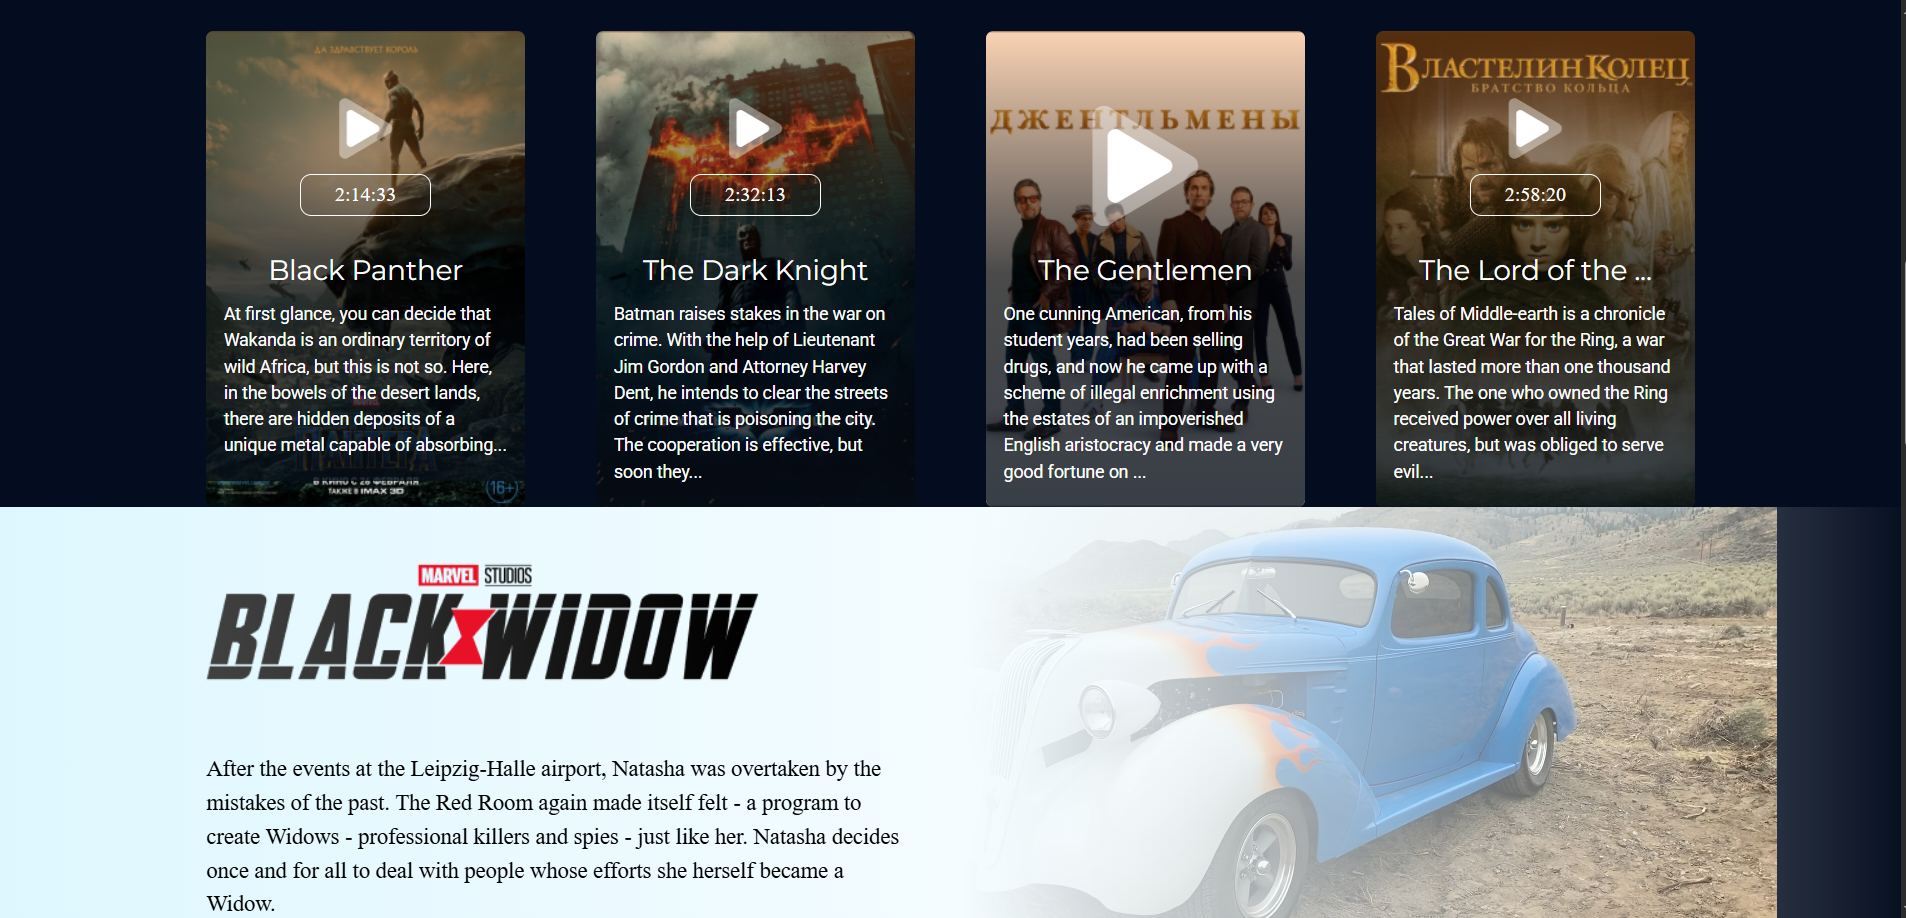 ДА ЗДРАВСТВУЕТ КОРОЛЬ
2:14:33
Black Panther
At first glance, you can decide that
Wakanda is an ordinary territory of
wild Africa, but this is not so. Here,
in the bowels of the desert lands,
there are hidden deposits of a
unique metal capable of absorbing...
В КИНО С 26 ФЕВРАЛЯ
ТАКЖЕ В IMAX 3D
16+
2:32:13
The Dark Knight
Batman raises stakes in the war on
crime. With the help of Lieutenant
Jim Gordon and Attorney Harvey
Dent, he intends to clear the streets
of crime that is poisoning the city.
The cooperation is effective, but
soon they...
ДЖЕНТЛЬМЕНЫ
The Gentlemen
One cunning American, from his
student years, had been selling
drugs, and now he came up with a
scheme of illegal enrichment using
the estates of an impoverished
English aristocracy and made a very
good fortune on ...
ВЛАСТЕЛИН КОЛЕЦ
БРАТСТВО КОЛЬЦА
2:58:20
The Lord of the ...
Tales of Middle-earth is a chronicle
of the Great War for the Ring, a war
that lasted more than one thousand
years. The one who owned the Ring
received power over all living
creatures, but was obliged to serve
evil...
MARVEL STUDIOS
BLACK WIDOW
After the events at the Leipzig-Halle airport, Natasha was overtaken by the
mistakes of the past. The Red Room again made itself felt - a program to
create Widows - professional killers and spies - just like her. Natasha decides
once and for all to deal with people whose efforts she herself became a
Widow.